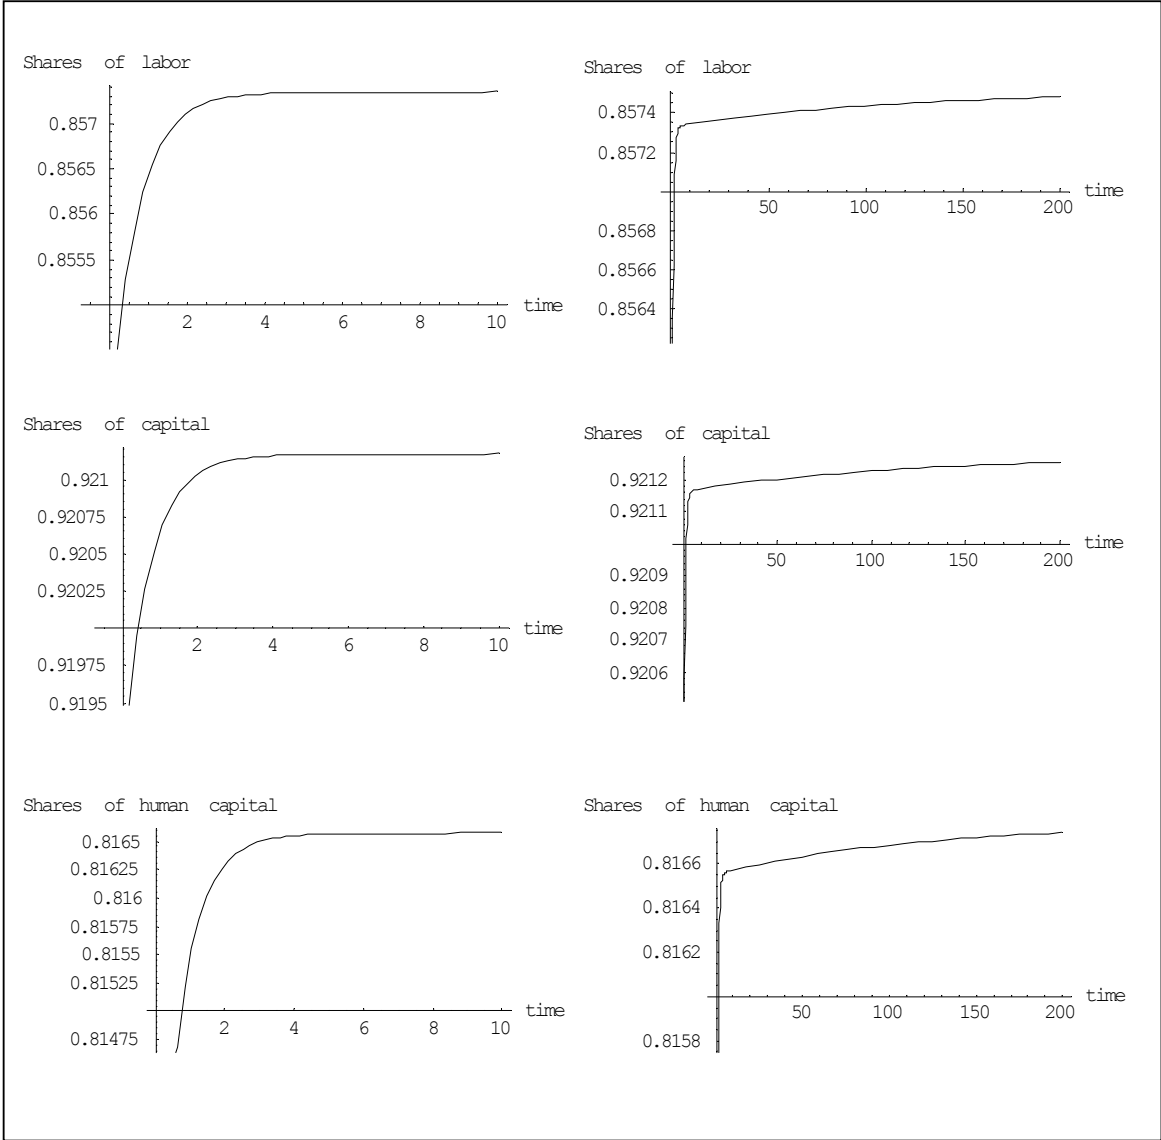 Shares of labor
0.857
0.8565
0.856
0.8555
2 4 6 8 10
time
Shares of labor
0.8574
0.8572
50 100 150 200
time
0.8568
0.8566
0.8564
Shares of capital
0.921
0.92075
0.9205
0.92025
2 4 6 8 10
time
0.91975
0.9195
Shares of capital
0.9212
0.9211
50 100 150 200
time
0.9209
0.9208
0.9207
0.9206
Shares of human capital
0.8165
0.81625
0.816
0.81575
0.8155
0.81525
2 4 6 8 10
time
0.81475
Shares of human capital
0.8166
0.8164
0.8162
50 100 150 200
time
0.8158